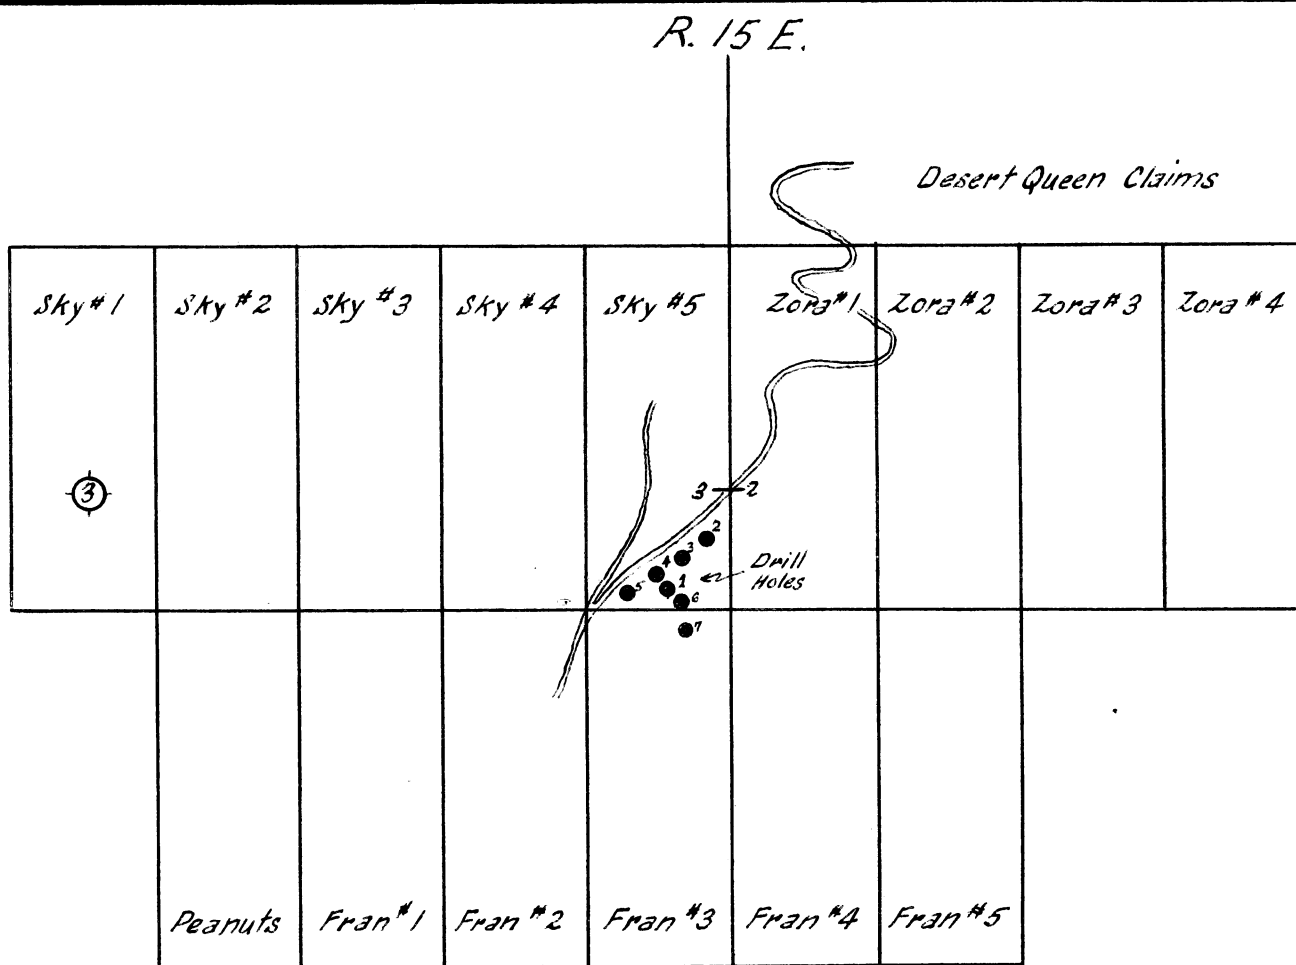 R. 15 E.
Desert Queen Claims
Sky #1 Sky #2 Sky #3 Sky #4 Sky #5 Zora #1 Zora #2 Zora #3 Zora #4
3
3 2
2
3
4
1
5
6
7
Drill
Holes
Peanuts Fran #1 Fran #2 Fran #3 Fran #4 Fran #5